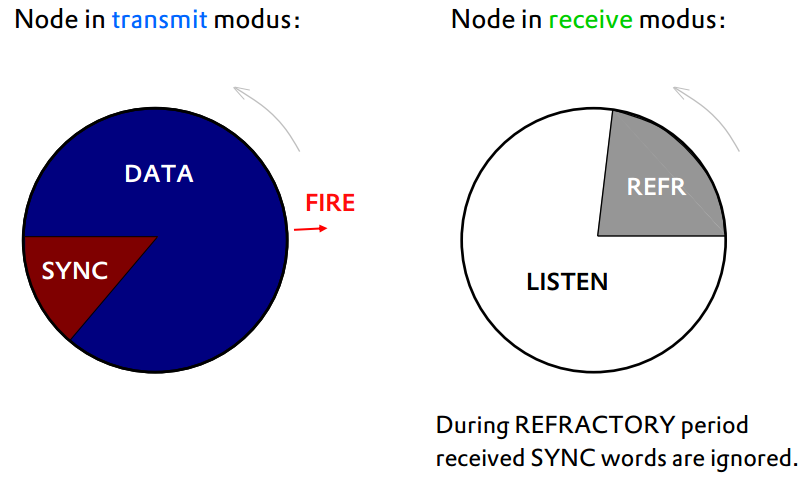 Node in transmit modus:
DATA
FIRE
SYNC
Node in receive modus:
REFR
LISTEN
During REFRACTORY period
received SYNC words are ignored.